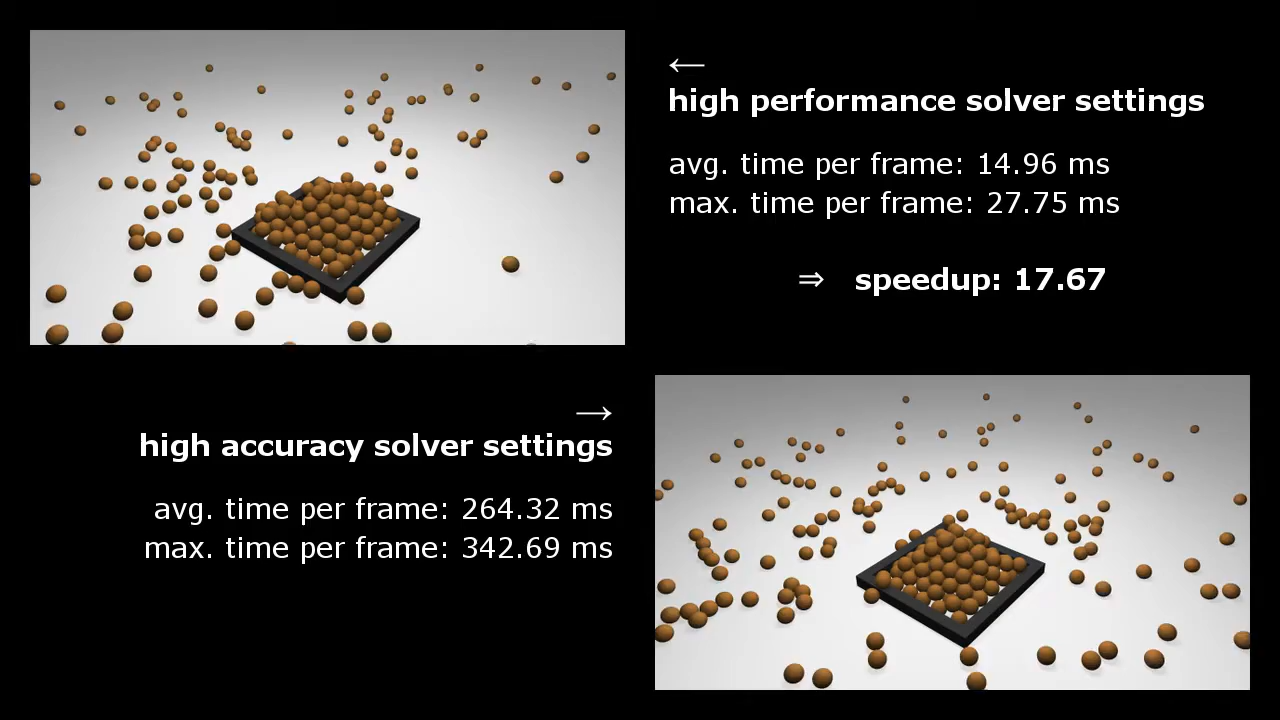 ←
high performance solver settings
avg. time per frame: 14.96 ms
max. time per frame: 27.75 ms
⇒ speedup: 17.67
→
high accuracy solver settings
avg. time per frame: 264.32 ms
max. time per frame: 342.69 ms